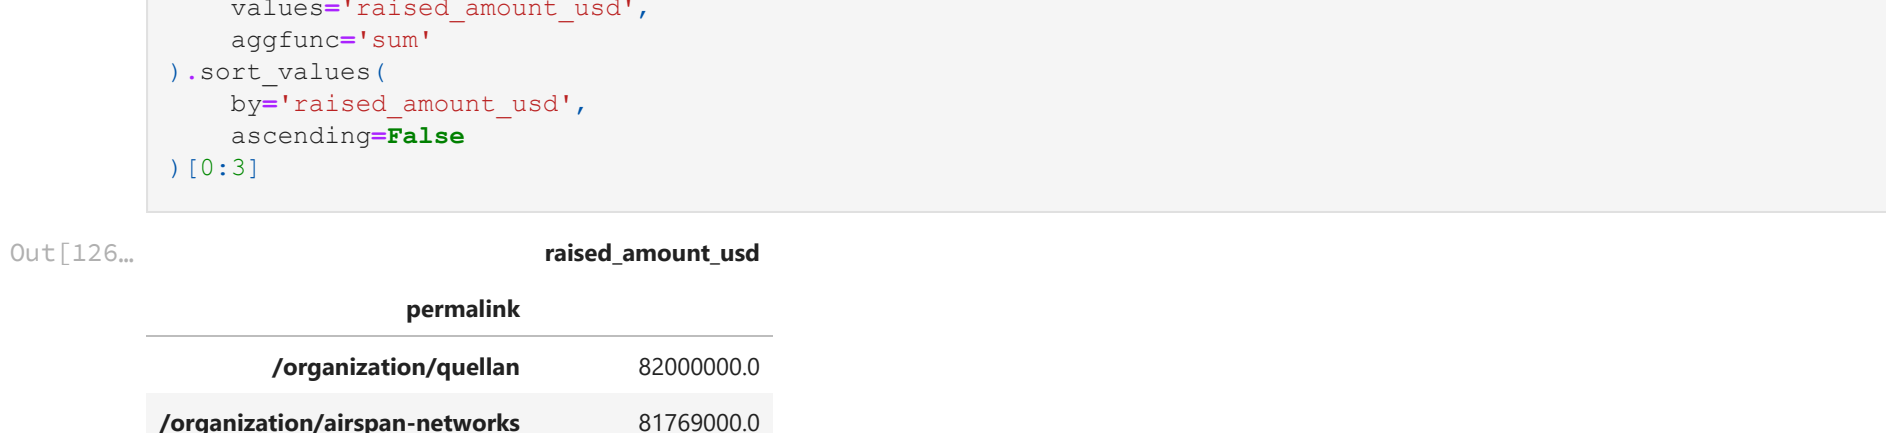 values='raised_amount_usd',
aggfunc='sum'
).sort_values(
by='raised_amount_usd',
ascending=False
)[0:3]
Out[126…
raised_amount_usd
permalink
/organization/quellan 82000000.0
/organization/airspan-networks 81769000.0